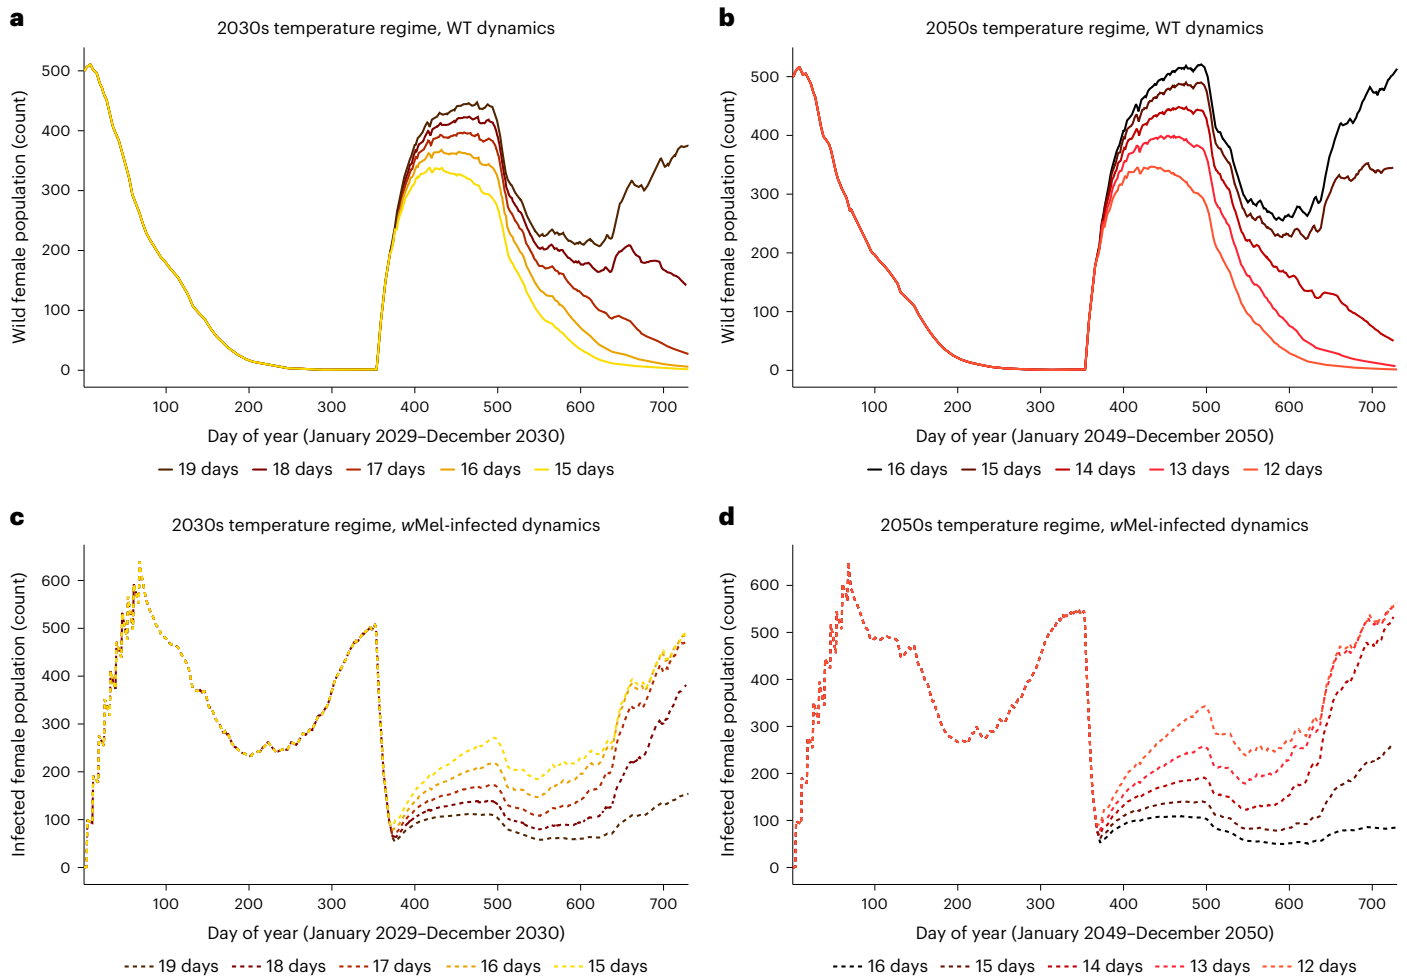 a
2030s temperature regime, WT dynamics
Wild female population (count)
500
400
300
200
100
0
100 200 300 400 500 600 700
Day of year (January 2029–December 2030)
19 days 18 days 17 days 16 days 15 days
b
2050s temperature regime, WT dynamics
Wild female population (count)
500
400
300
200
100
0
100 200 300 400 500 600 700
Day of year (January 2049–December 2050)
16 days 15 days 14 days 13 days 12 days
c
2030s temperature regime, wMel-infected dynamics
Infected female population (count)
600
500
400
300
200
100
0
100 200 300 400 500 600 700
Day of year (January 2029–December 2030)
19 days 18 days 17 days 16 days 15 days
d
2050s temperature regime, wMel-infected dynamics
Infected female population (count)
600
500
400
300
200
100
0
100 200 300 400 500 600 700
Day of year (January 2049–December 2050)
16 days 15 days 14 days 13 days 12 days